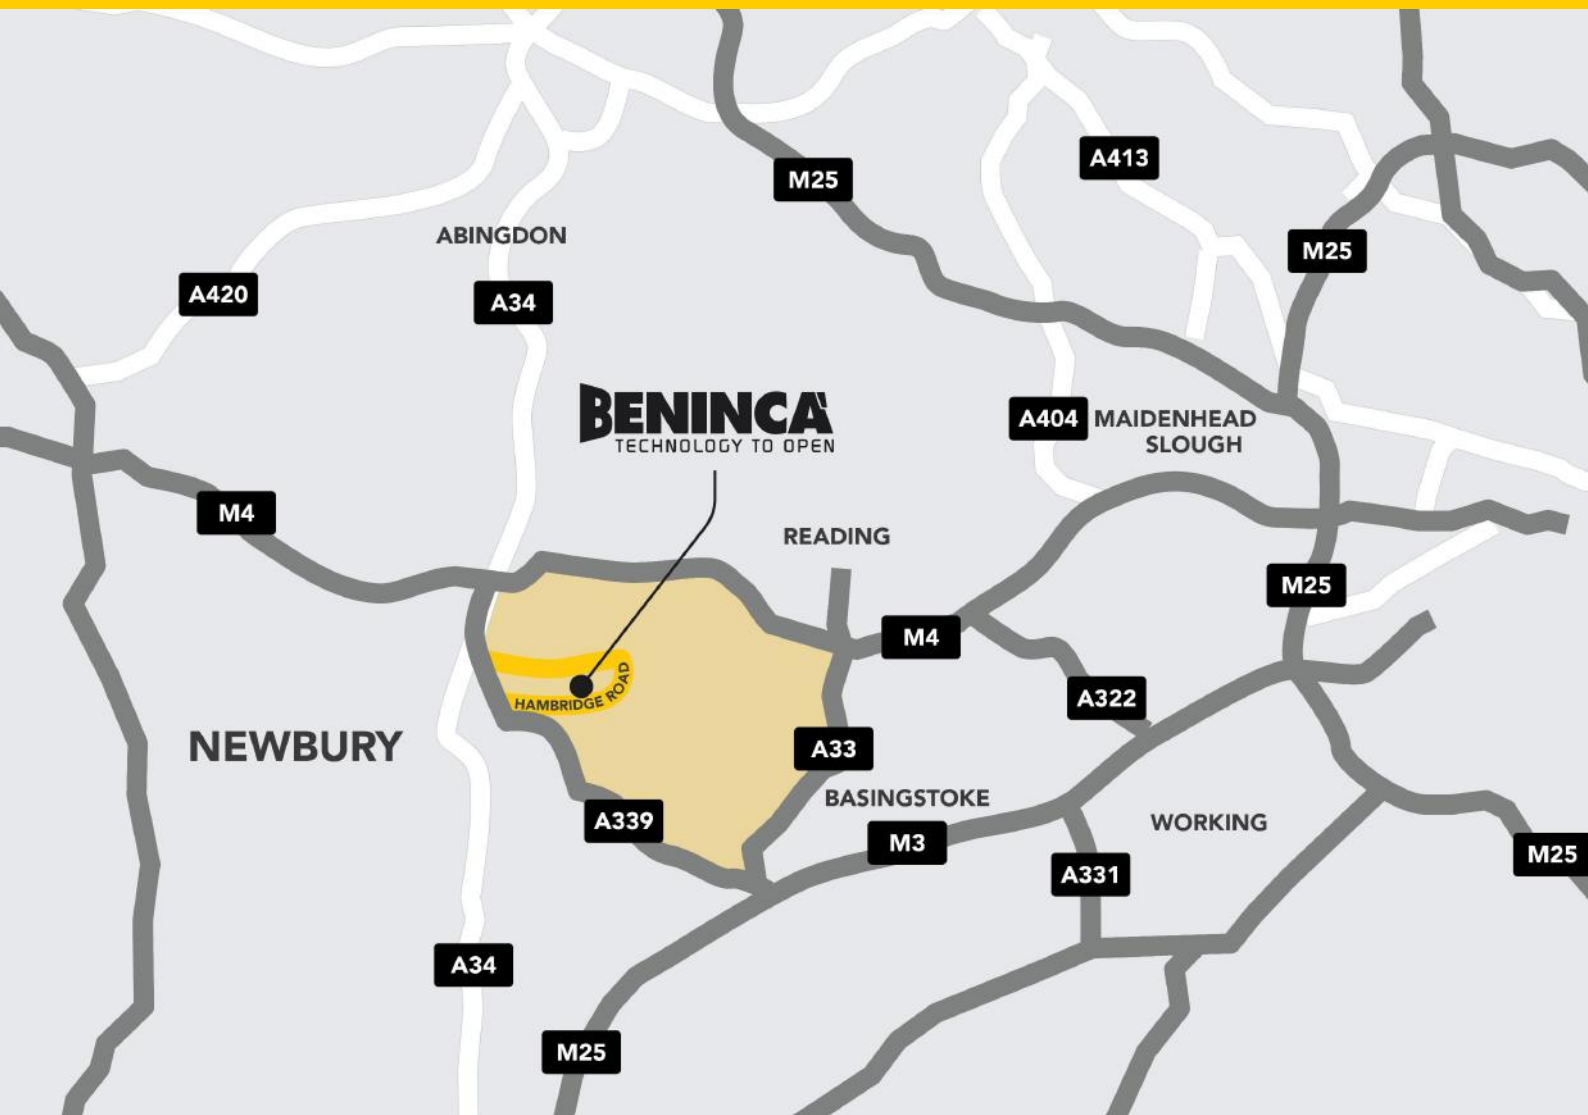 A413
M25
M25
ABINGDON
A420
A34
BENINCÀ
TECHNOLOGY TO OPEN
A404
MAIDENHEAD
SLOUGH
M4
READING
M25
M4
HAMBRIDGE ROAD
A322
NEWBURY
A33
BASINGSTOKE
A339
WORKING
M3
M25
A331
A34
M25